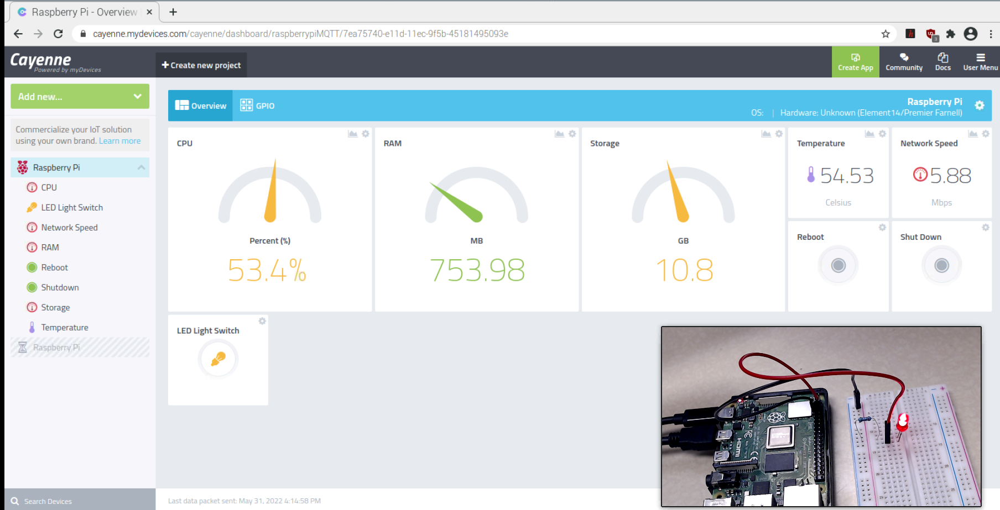 Raspberry Pi - Overview
cayenne.mydevices.com/cayenne/dashboard/raspberrypiMQTT/7ea75740-e11d-11ec-9f5b-45181495093e
3
Cayenne
Powered by myDevices
Create new project
Create App
Community
Docs
User Menu
Add new...
Commercialize your IoT solution
using your own brand. Learn more
Raspberry Pi
CPU
LED Light Switch
Network Speed
RAM
Reboot
Shutdown
Storage
Temperature
Raspberry Pi
Search Devices
Overview
GPIO
Raspberry Pi
OS: | Hardware: Unknown (Element14/Premier Farnell)
CPU
Percent (%)
53.4%
RAM
MB
753.98
Storage
GB
10.8
Temperature
54.53
Celsius
Network Speed
5.88
Mbps
Reboot
Shut Down
LED Light Switch
HDMI
FC
CE
Last data packet sent: May 31, 2022 4:14:58 PM